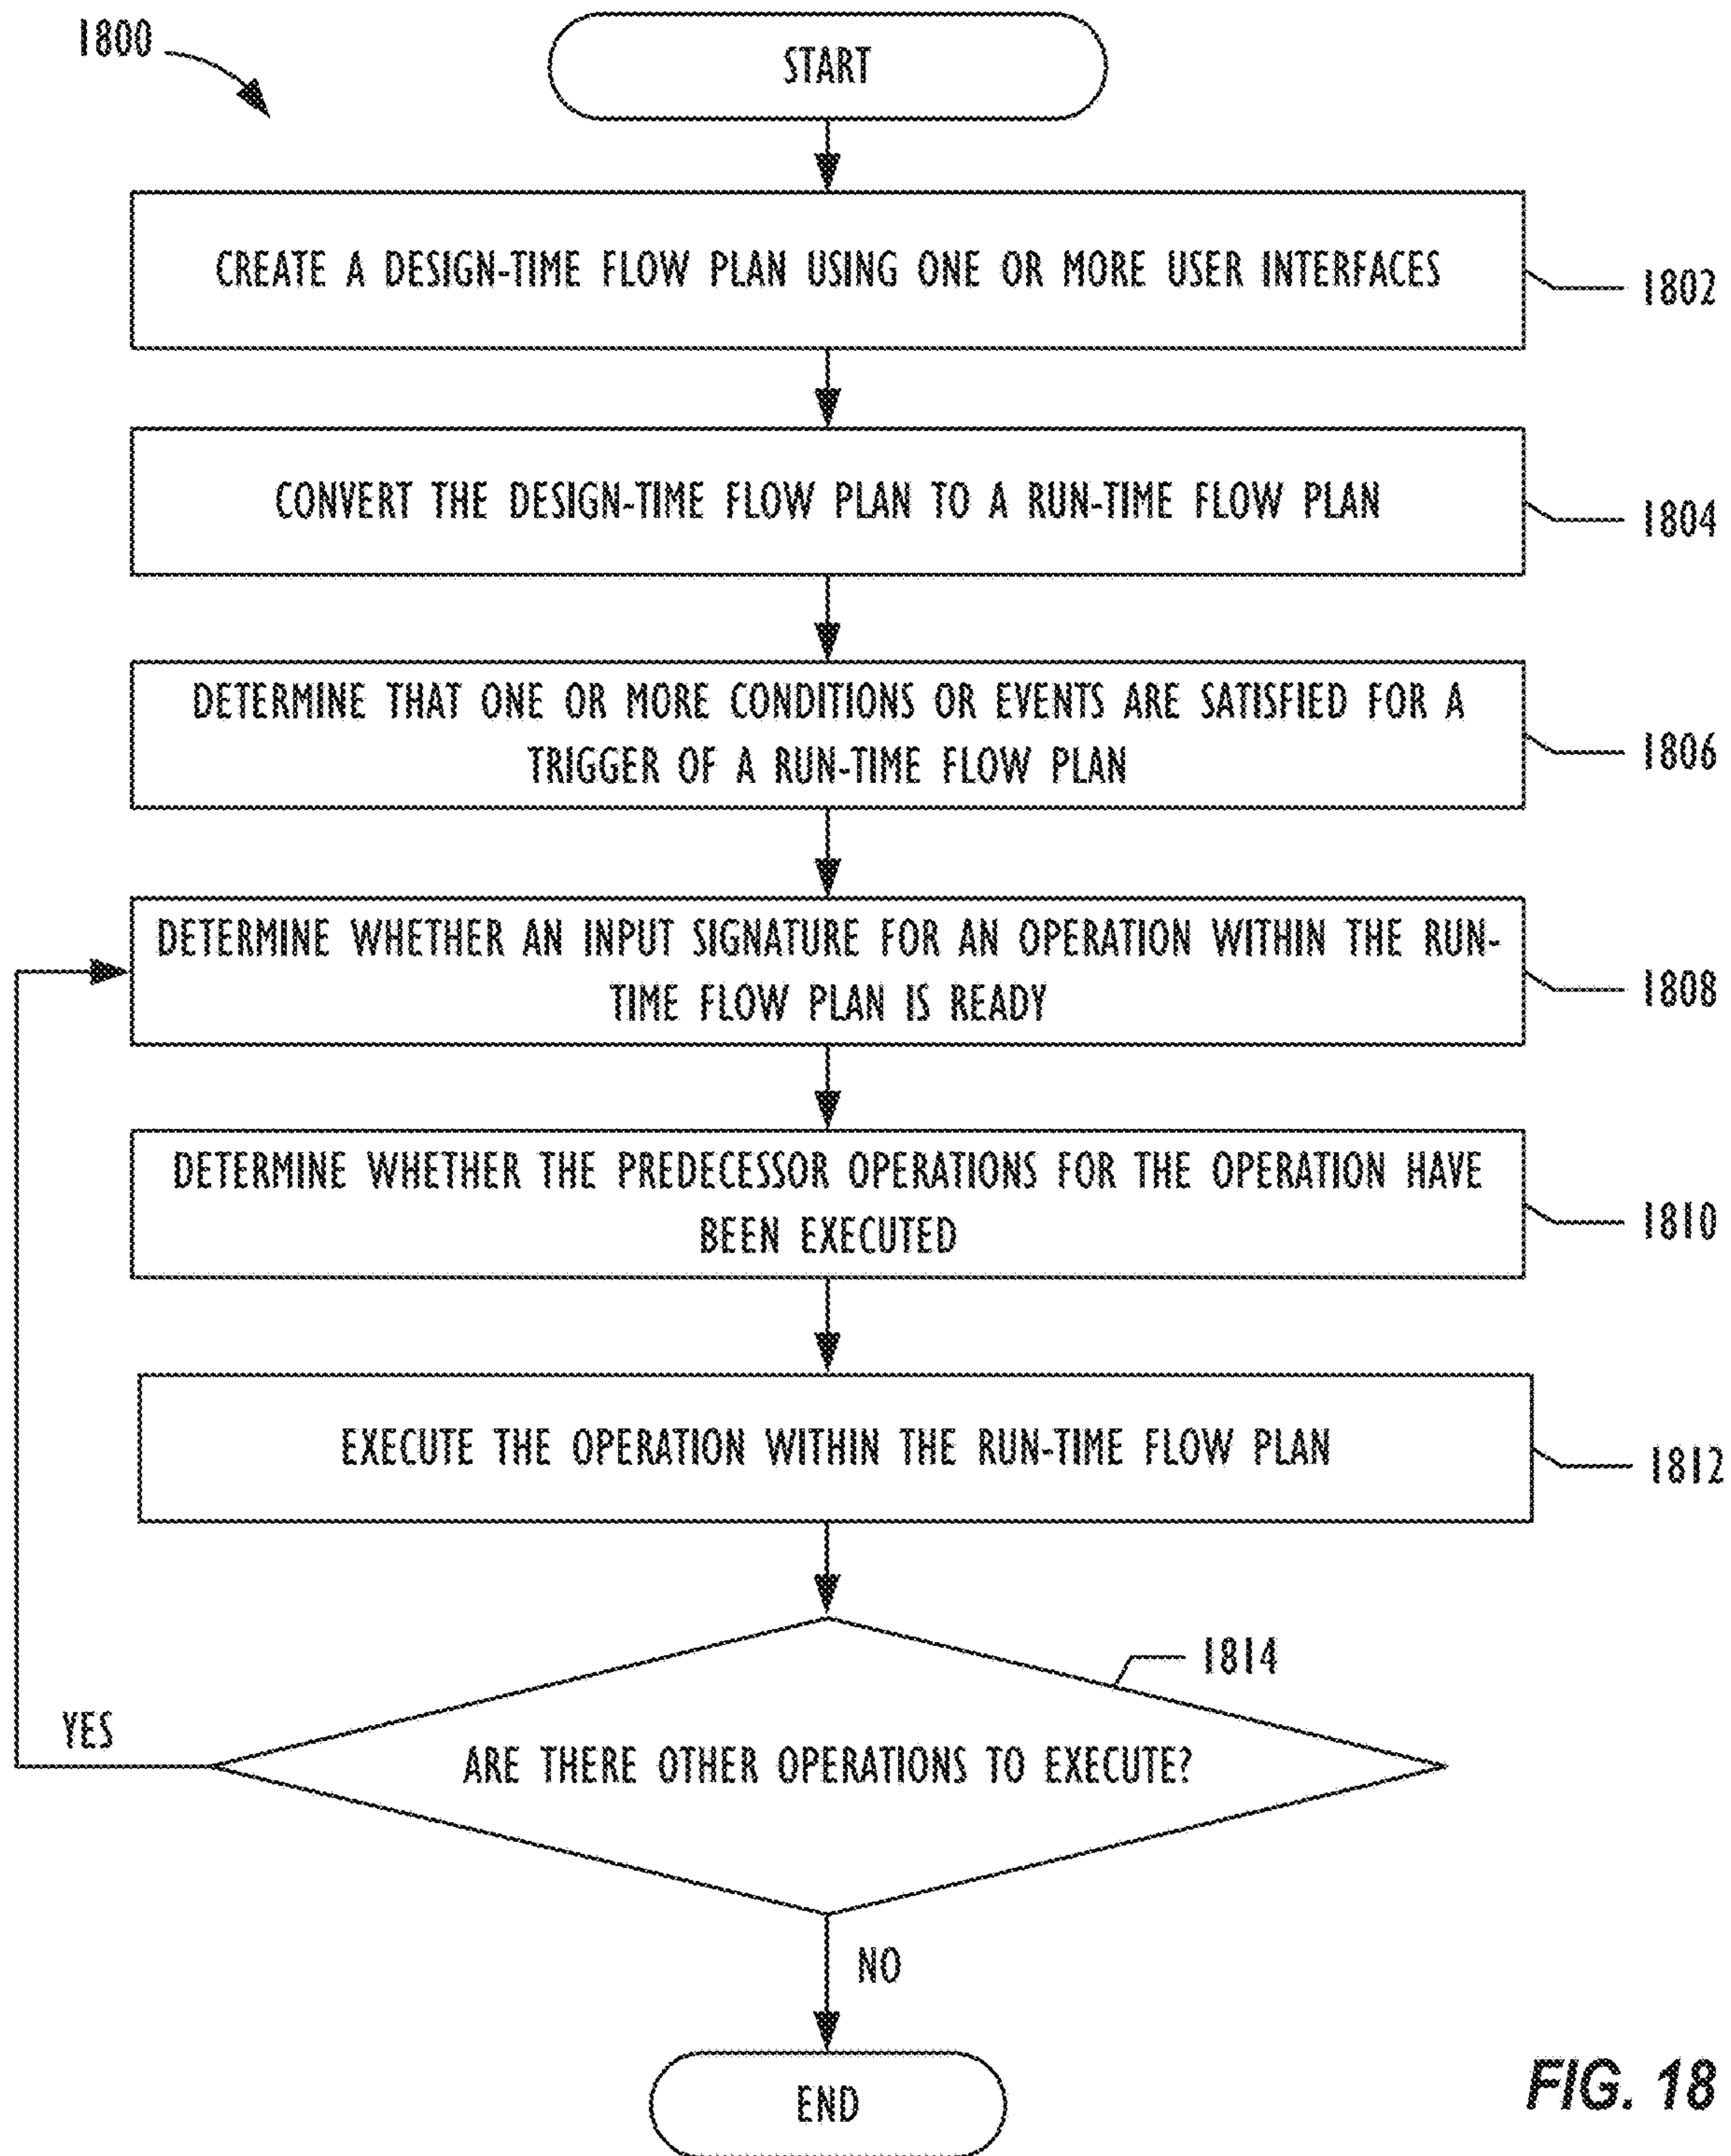 1800
START
CREATE A DESIGN-TIME FLOW PLAN USING ONE OR MORE USER INTERFACES
1802
CONVERT THE DESIGN-TIME FLOW PLAN TO A RUN-TIME FLOW PLAN
1804
DETERMINE THAT ONE OR MORE CONDITIONS OR EVENTS ARE SATISFIED FOR A
TRIGGER OF A RUN-TIME FLOW PLAN
1806
DETERMINE WHETHER AN INPUT SIGNATURE FOR AN OPERATION WITHIN THE RUN-
TIME FLOW PLAN IS READY
1808
DETERMINE WHETHER THE PREDECESSOR OPERATIONS FOR THE OPERATION HAVE
BEEN EXECUTED
1810
EXECUTE THE OPERATION WITHIN THE RUN-TIME FLOW PLAN
1812
1814
YES
ARE THERE OTHER OPERATIONS TO EXECUTE?
NO
END
FIG. 18